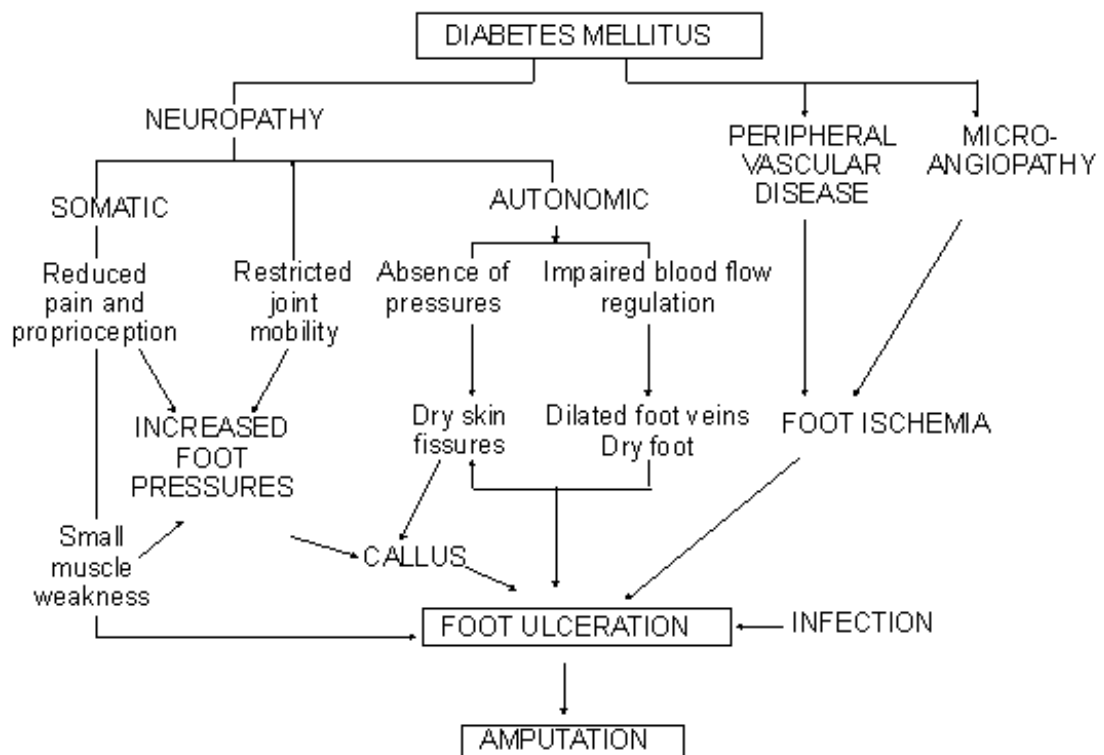 DIABETES MELLITUS
NEUROPATHY
PERIPHERAL
VASCULAR
DISEASE
MICRO-
ANGIOPATHY
SOMATIC
AUTONOMIC
Reduced
pain and
proprioception
Restricted
joint
mobility
Absence of
pressures
Impaired blood flow
regulation
INCREASED
FOOT
PRESSURES
Dry skin
fissures
Dilated foot veins
Dry foot
FOOT ISCHEMIA
Small
muscle
weakness
CALLUS
FOOT ULCERATION
INFECTION
AMPUTATION